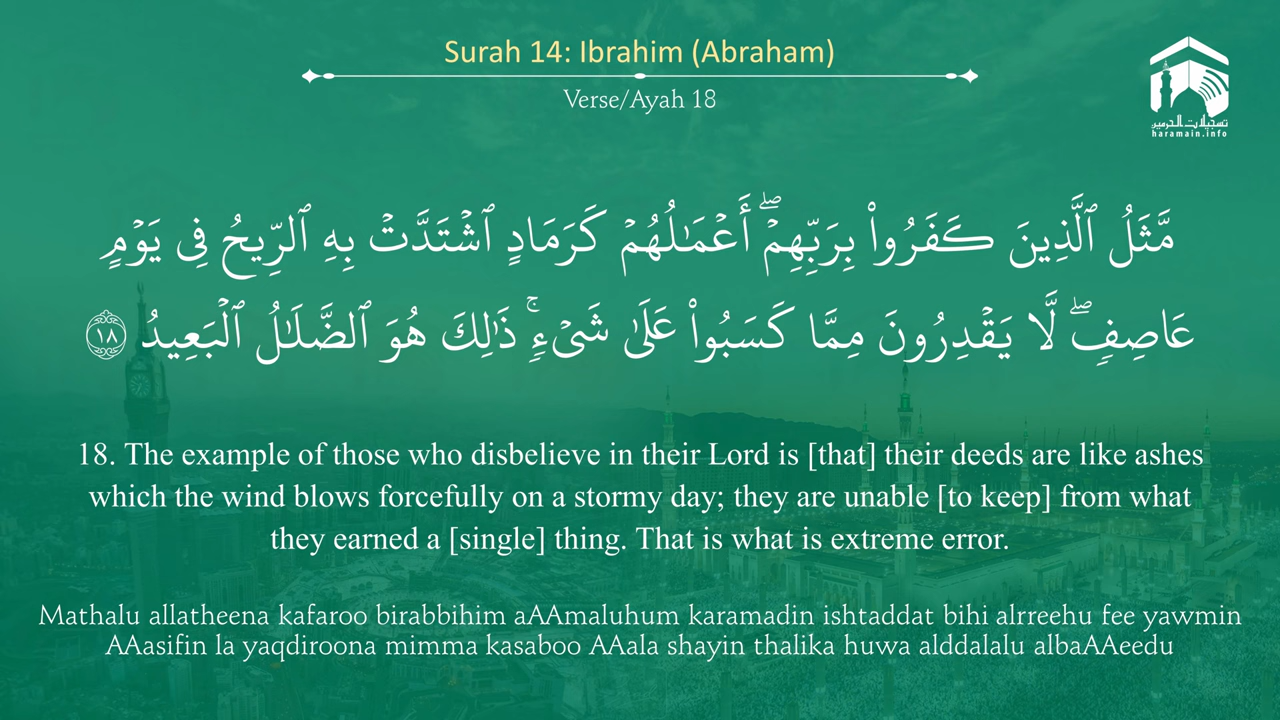 Surah 14: Ibrahim (Abraham)
Verse/Ayah 18
تسجيلات الحرمين
haramain.info
مَّثَلُ ٱلَّذِينَ كَفَرُوا۟ بِرَبِّهِمْ ۖ أَعْمَـٰلُهُمْ كَرَمَادٍ ٱشْتَدَّتْ بِهِ ٱلرِّيحُ فِى يَوْمٍ
عَاصِفٍ ۖ لَّا يَقْدِرُونَ مِمَّا كَسَبُوا۟ عَلَىٰ شَىْءٍ ۚ ذَٰلِكَ هُوَ ٱلضَّلَـٰلُ ٱلْبَعِيدُ ١٨
18. The example of those who disbelieve in their Lord is [that] their deeds are like ashes
which the wind blows forcefully on a stormy day; they are unable [to keep] from what
they earned a [single] thing. That is what is extreme error.
Mathalu allatheena kafaroo birabbihim aAAmaluhum karamadin ishtaddat bihi alrreehu fee yawmin
AAasifin la yaqdiroona mimma kasaboo AAala shayin thalika huwa alddalalu albaAAeedu